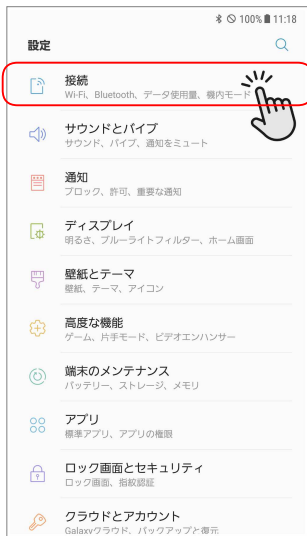 100% 11:18
設定
接続
Wi-Fi、Bluetooth、データ使用量、機内モード
サウンドとバイブ
サウンド、バイブ、通知をミュート
通知
ブロック、許可、重要な通知
ディスプレイ
明るさ、ブルーライトフィルター、ホーム画面
壁紙とテーマ
壁紙、テーマ、アイコン
高度な機能
ゲーム、片手モード、ビデオエンハンサー
端末のメンテナンス
バッテリー、ストレージ、メモリ
アプリ
標準アプリ、アプリの権限
ロック画面とセキュリティ
ロック画面、指紋認証
クラウドとアカウント
Galaxyクラウド、バックアップと復元